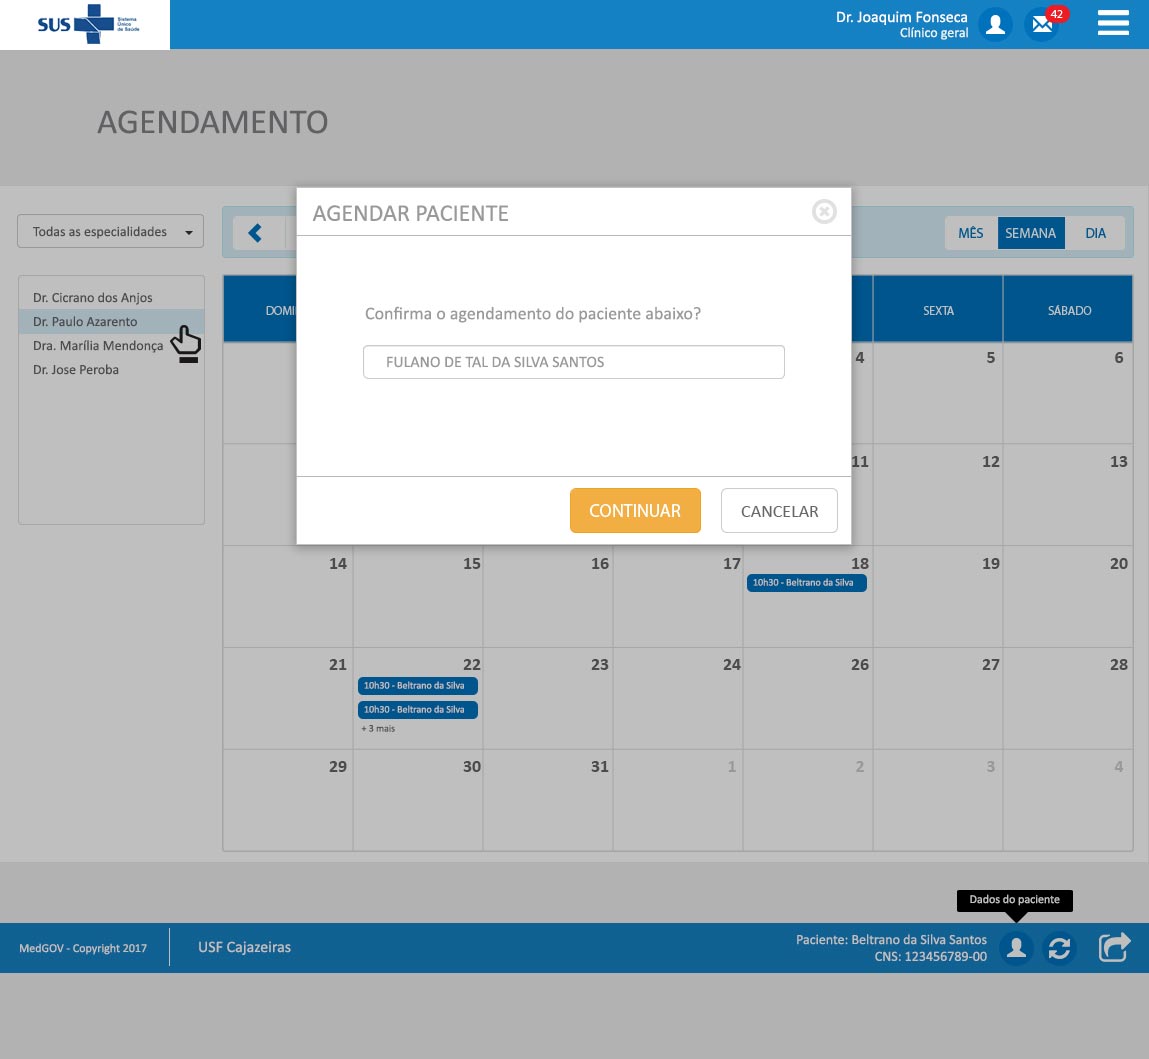 SUS
Sistema
Único
de Saúde
Dr. Joaquim Fonseca
Clínico geral
42
AGENDAMENTO
Todas as especialidades
Dr. Cicrano dos Anjos
Dr. Paulo Azarento
Dra. Marília Mendonça
Dr. Jose Peroba
MÊS
SEMANA
DIA
AGENDAR PACIENTE
Confirma o agendamento do paciente abaixo?
FULANO DE TAL DA SILVA SANTOS
CONTINUAR
CANCELAR
DOMI
SEXTA
SÁBADO
4 5 6
11 12 13
14 15 16 17 18 19 20
10h30 - Beltrano da Silva
21 22 23 24 26 27 28
10h30 - Beltrano da Silva
10h30 - Beltrano da Silva
+ 3 mais
29 30 31 1 2 3 4
Dados do paciente
MedGOV - Copyright 2017
USF Cajazeiras
Paciente: Beltrano da Silva Santos
CNS: 123456789-00